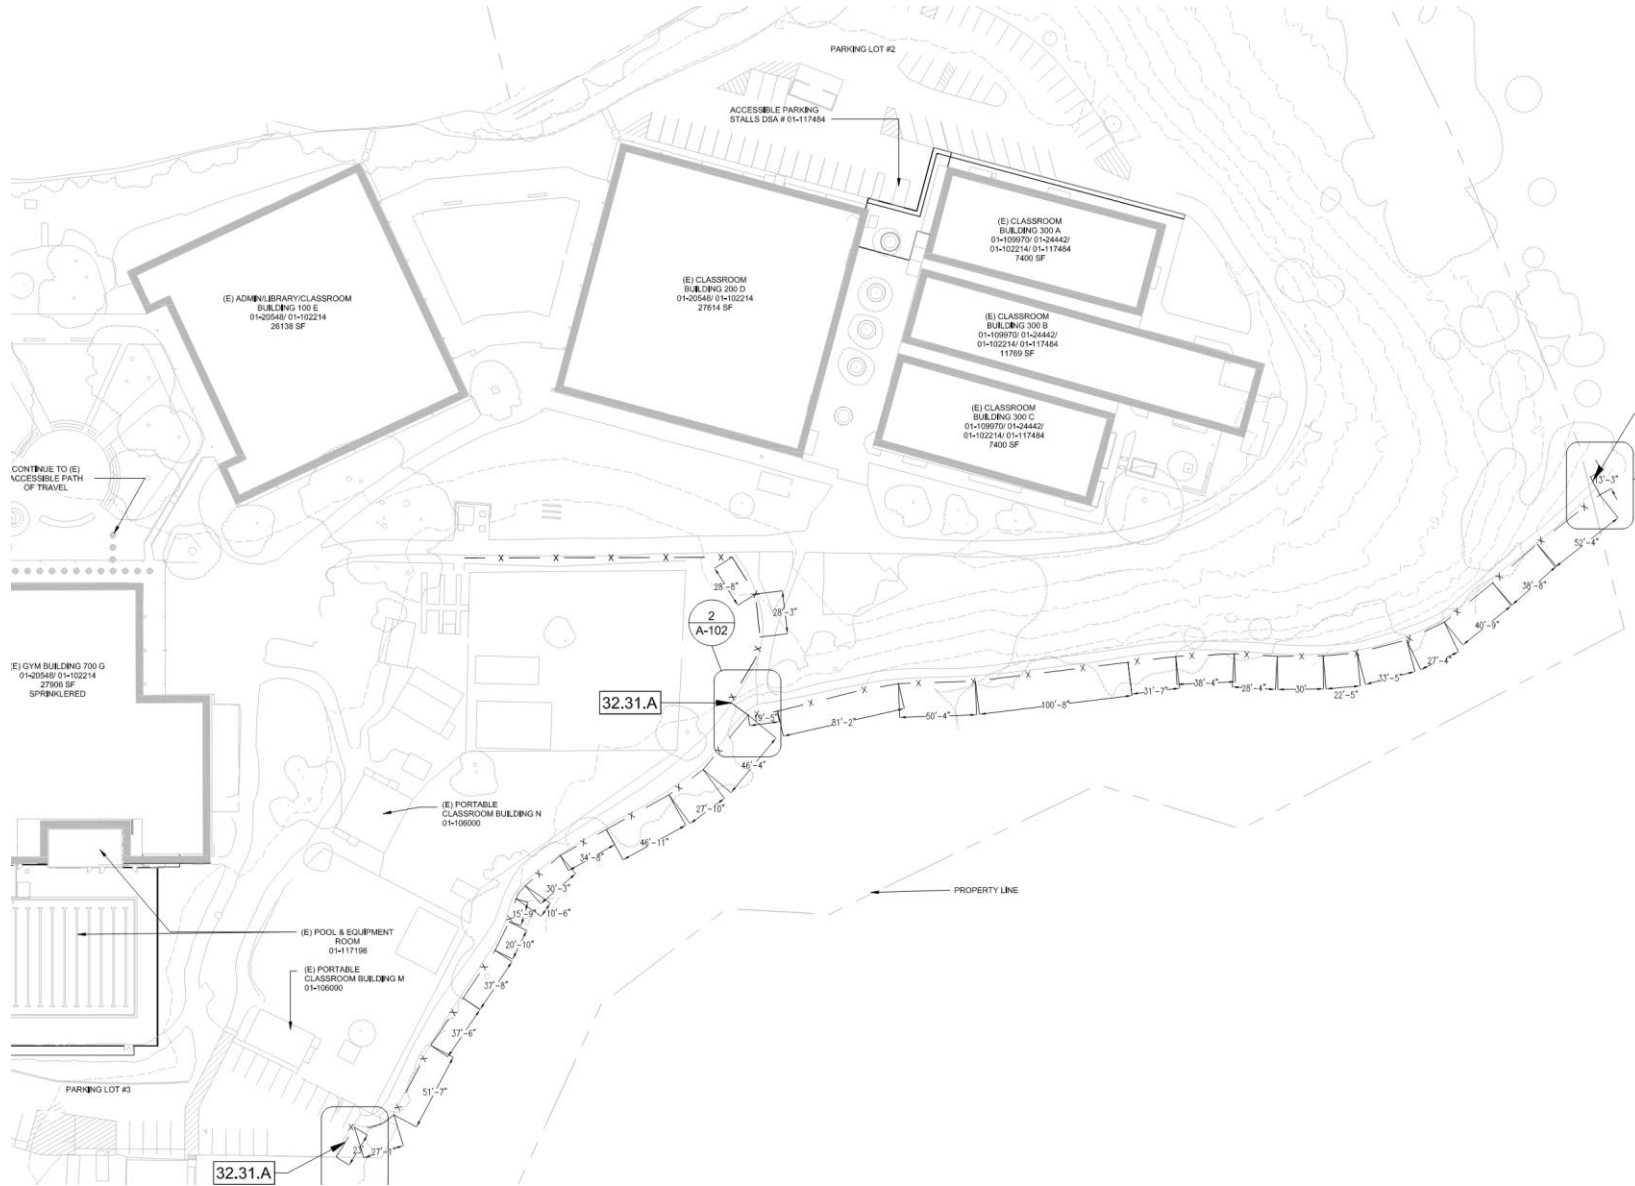 PARKING LOT #2
ACCESSIBLE PARKING
STALLS DSA # 01-117484
(E) CLASSROOM
BUILDING 300 A
01-109970/ 01-24442/
01-102214/ 01-117484
7400 SF
(E) CLASSROOM
BUILDING 200 D
01-20548/ 01-102214
27614 SF
(E) ADMIN/LIBRARY/CLASSROOM
BUILDING 100 E
01-20548/ 01-102214
26138 SF
(E) CLASSROOM
BUILDING 300 B
01-109970/ 01-24442/
01-102214/ 01-117484
11769 SF
(E) CLASSROOM
BUILDING 300 C
01-109970/ 01-24442/
01-102214/ 01-117484
7400 SF
CONTINUE TO (E)
ACCESSIBLE PATH
OF TRAVEL
13'-3"
52'-4"
38'-8"
40'-9"
27'-4"
33'-5"
22'-5"
30'
28'-4"
38'-4"
31'-7"
100'-8"
50'-4"
81'-2"
19'-5"
28'-8"
28'-3"
2
A-102
32.31.A
(E) GYM BUILDING 700 G
01-20548/ 01-102214
27906 SF
SPRINKLERED
46'-4"
27'-10"
46'-11"
34'-8"
30'-3"
10'-6"
15'-9"
20'-10"
37'-8"
37'-6"
51'-7"
27'-1"
23'
(E) PORTABLE
CLASSROOM BUILDING N
01-106000
PROPERTY LINE
(E) POOL & EQUIPMENT
ROOM
01-117198
(E) PORTABLE
CLASSROOM BUILDING M
01-106000
PARKING LOT #3
32.31.A